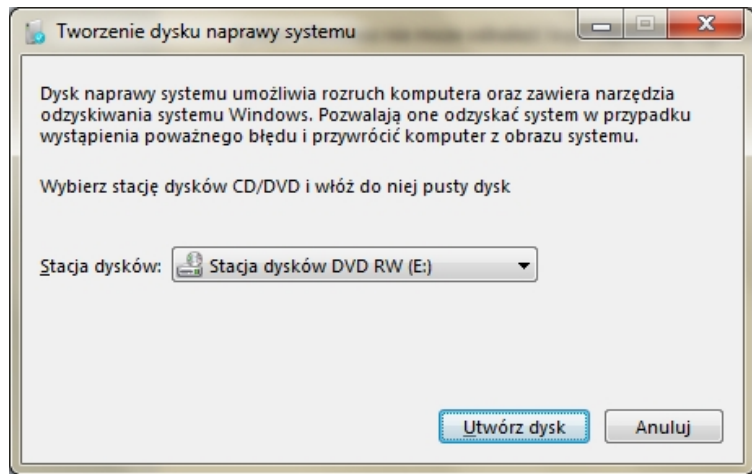 Tworzenie dysku naprawy systemu
Dysk naprawy systemu umożliwia rozruch komputera oraz zawiera narzędzia
odzyskiwania systemu Windows. Pozwalają one odzyskać system w przypadku
wystąpienia poważnego błędu i przywrócić komputer z obrazu systemu.
Wybierz stację dysków CD/DVD i włóż do niej pusty dysk
Stacja dysków: Stacja dysków DVD RW (E:)
Utwórz dysk Anuluj